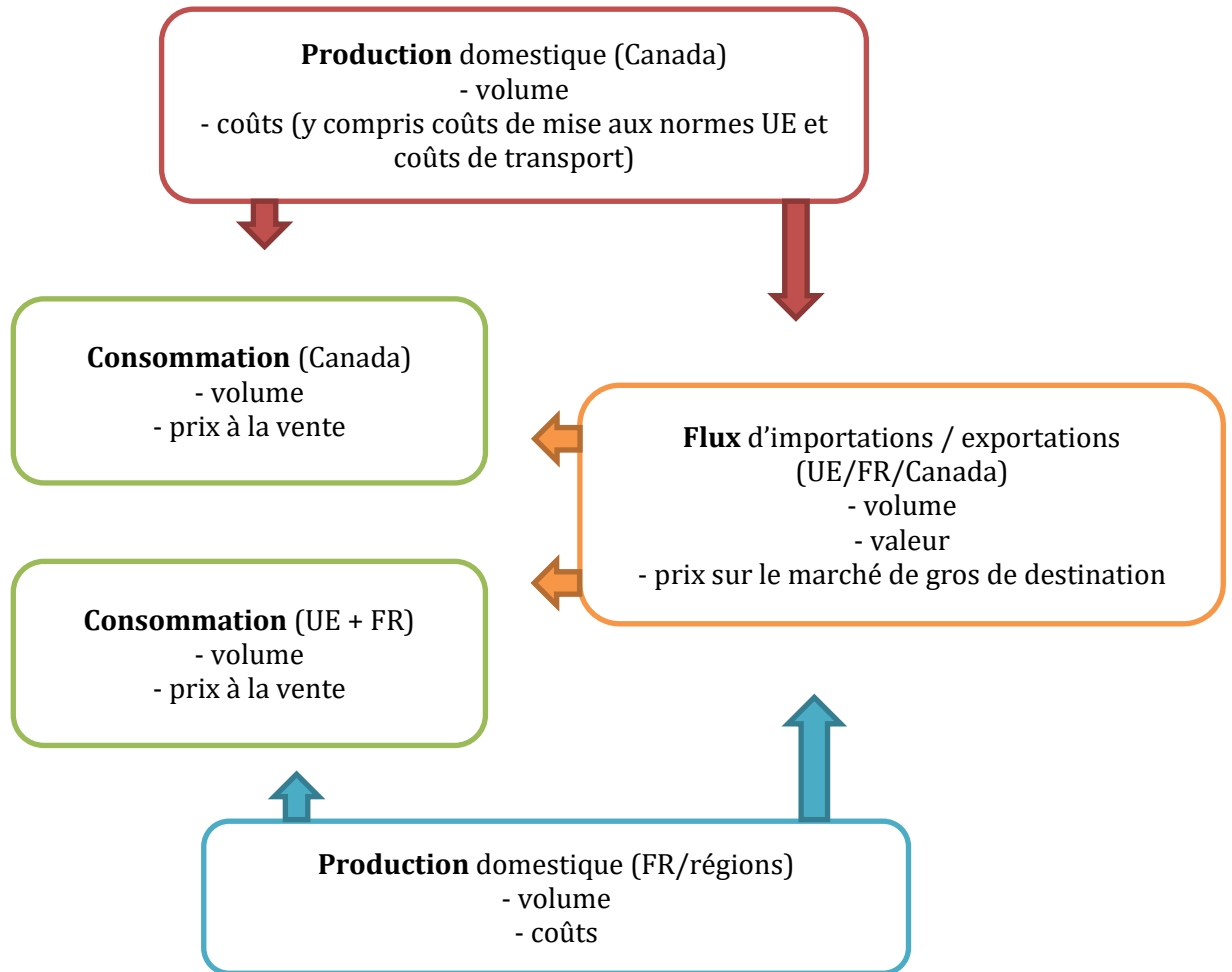 Production domestique (Canada)
- volume
- coûts (y compris coûts de mise aux normes UE et
coûts de transport)
Consommation (Canada)
- volume
- prix à la vente
Flux d’importations / exportations
(UE/FR/Canada)
- volume
- valeur
- prix sur le marché de gros de destination
Consommation (UE + FR)
- volume
- prix à la vente
Production domestique (FR/régions)
- volume
- coûts